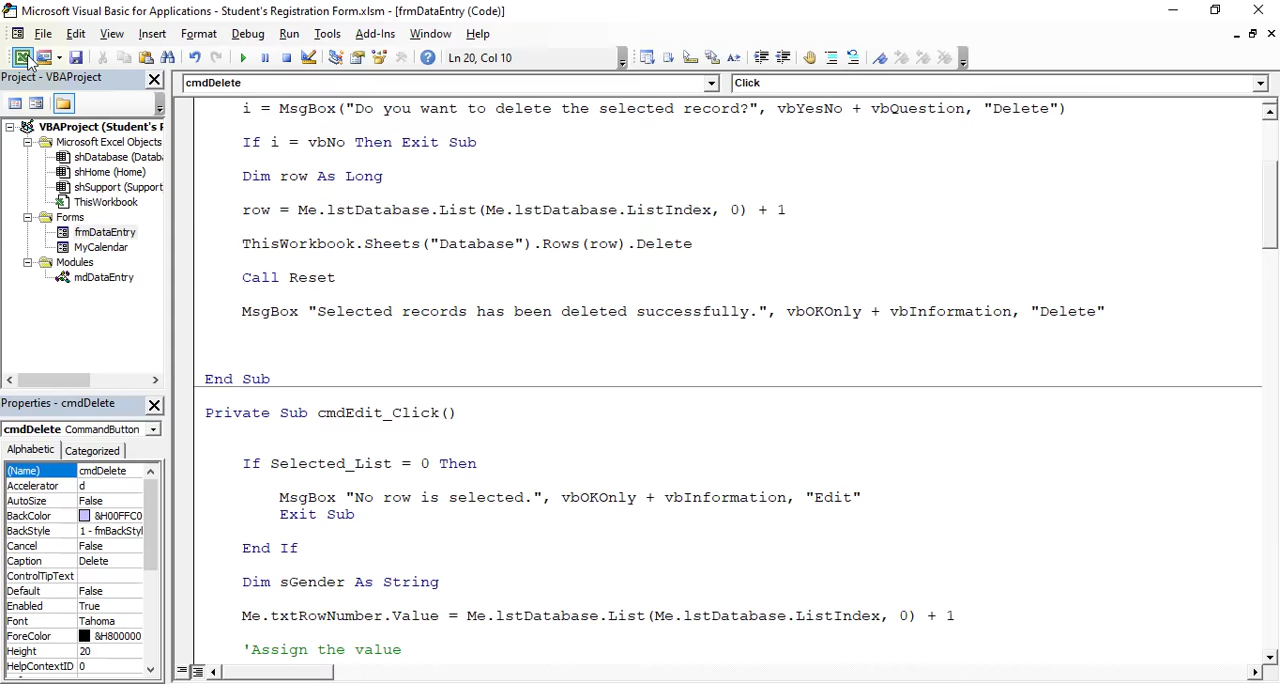 Microsoft Visual Basic for Applications - Student's Registration Form.xlsm - [frmDataEntry (Code)]
File Edit View Insert Format Debug Run Tools Add-Ins Window Help
Ln 20, Col 10
Project - VBAProject
cmdDelete
Click
VBAProject (Student's F
Microsoft Excel Objects
shDatabase (Databa
shHome (Home)
shSupport (Support
ThisWorkbook
Forms
frmDataEntry
MyCalendar
Modules
mdDataEntry
Properties - cmdDelete
cmdDelete CommandButton
Alphabetic Categorized
(Name) cmdDelete
Accelerator d
AutoSize False
BackColor &H00FFC0
BackStyle 1 - fmBackStyl
Cancel False
Caption Delete
ControlTipText
Default False
Enabled True
Font Tahoma
ForeColor &H800000
Height 20
HelpContextID 0
i = MsgBox("Do you want to delete the selected record?", vbYesNo + vbQuestion, "Delete")
If i = vbNo Then Exit Sub
Dim row As Long
row = Me.lstDatabase.List(Me.lstDatabase.ListIndex, 0) + 1
ThisWorkbook.Sheets("Database").Rows(row).Delete
Call Reset
MsgBox "Selected records has been deleted successfully.", vbOKOnly + vbInformation, "Delete"
End Sub
Private Sub cmdEdit_Click()
If Selected_List = 0 Then
MsgBox "No row is selected.", vbOKOnly + vbInformation, "Edit"
Exit Sub
End If
Dim sGender As String
Me.txtRowNumber.Value = Me.lstDatabase.List(Me.lstDatabase.ListIndex, 0) + 1
'Assign the value